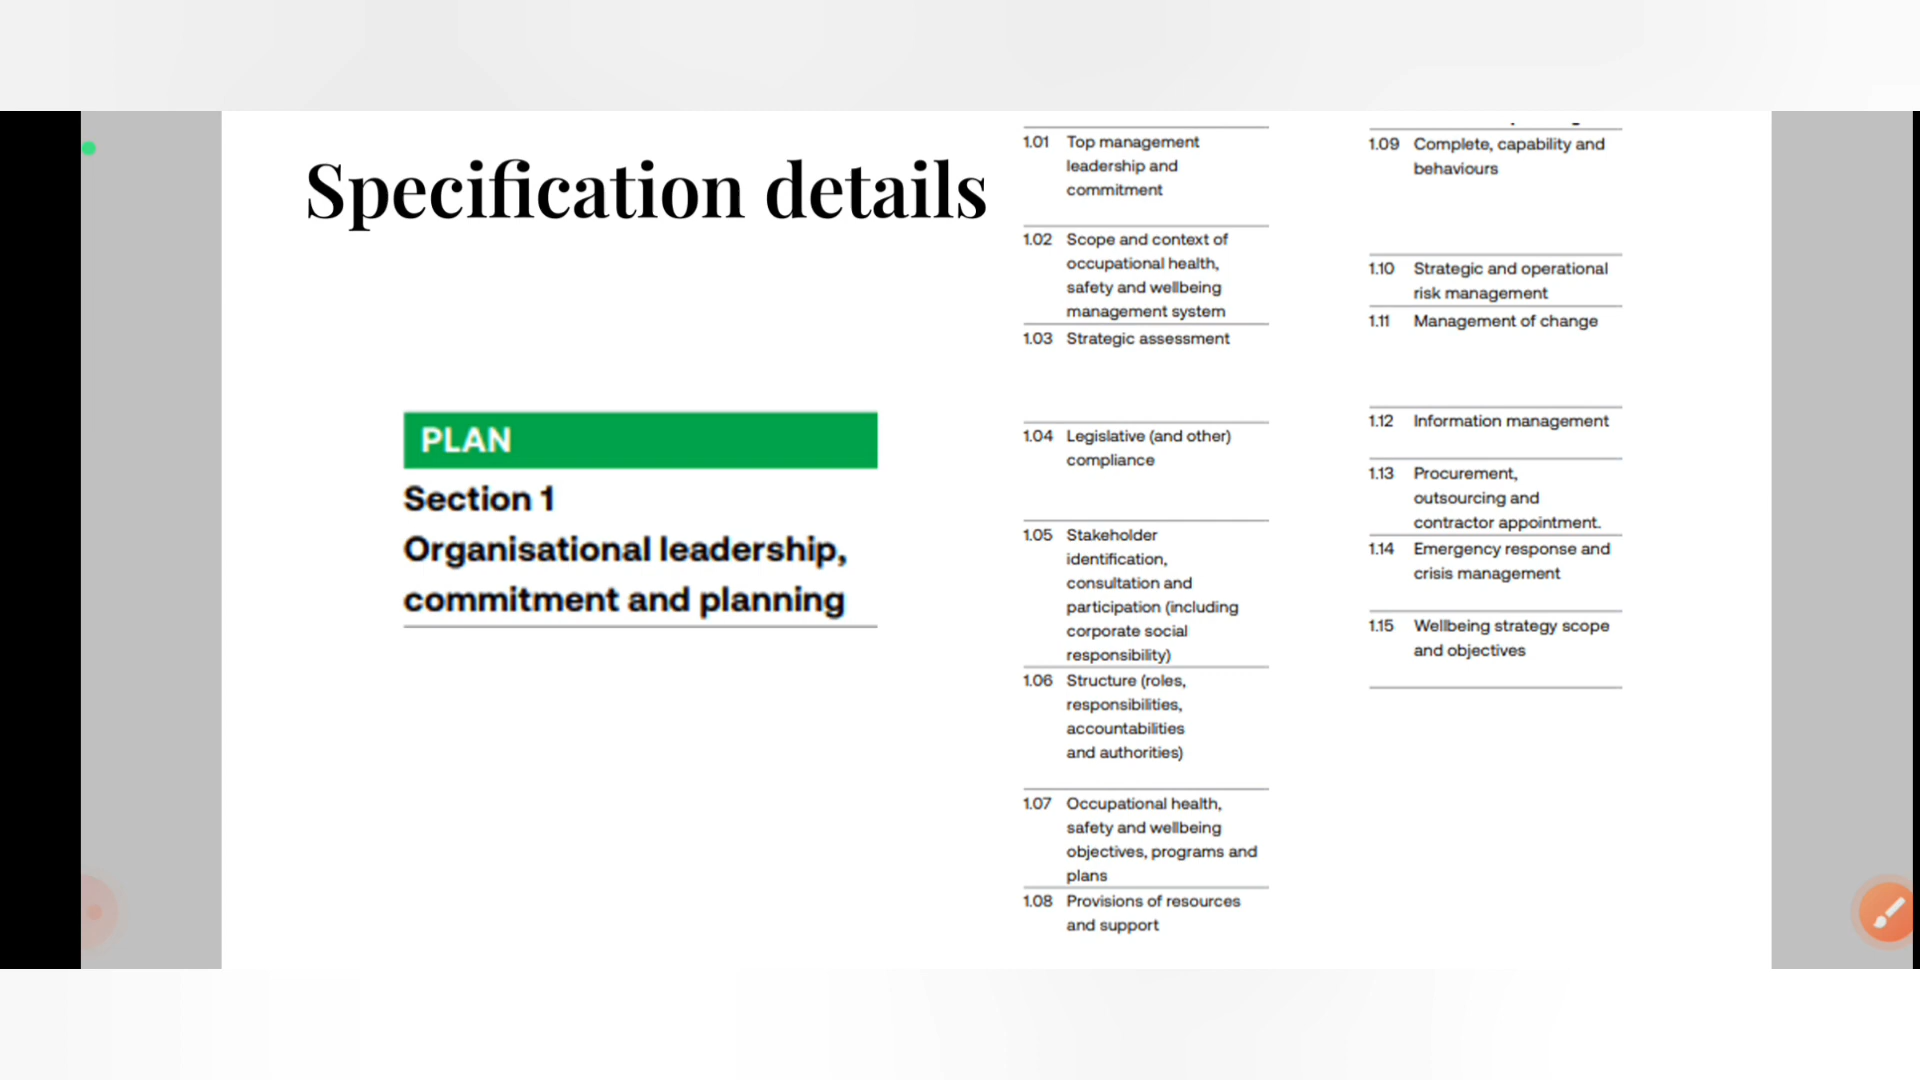 Specification details
PLAN
Section 1
Organisational leadership,
commitment and planning
1.01 Top management
leadership and
commitment
1.02 Scope and context of
occupational health,
safety and wellbeing
management system
1.03 Strategic assessment
1.04 Legislative (and other)
compliance
1.05 Stakeholder
identification,
consultation and
participation (including
corporate social
responsibility)
1.06 Structure (roles,
responsibilities,
accountabilities
and authorities)
1.07 Occupational health,
safety and wellbeing
objectives, programs and
plans
1.08 Provisions of resources
and support
1.09 Complete, capability and
behaviours
1.10 Strategic and operational
risk management
1.11 Management of change
1.12 Information management
1.13 Procurement,
outsourcing and
contractor appointment.
1.14 Emergency response and
crisis management
1.15 Wellbeing strategy scope
and objectives